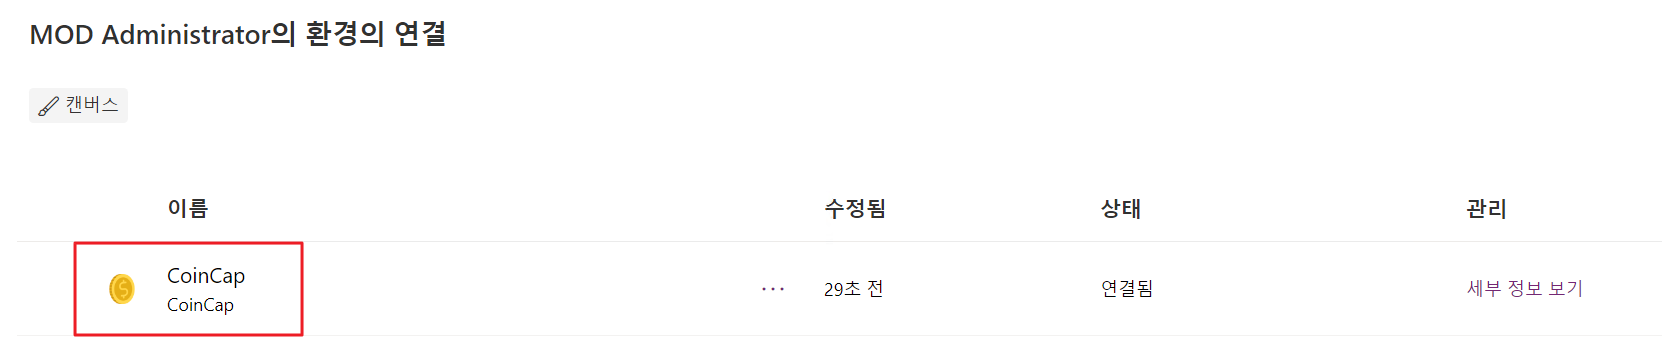 MOD Administrator의 환경의 연결
캔버스
이름 수정됨 상태 관리
CoinCap
CoinCap
... 29초 전 연결됨 세부 정보 보기